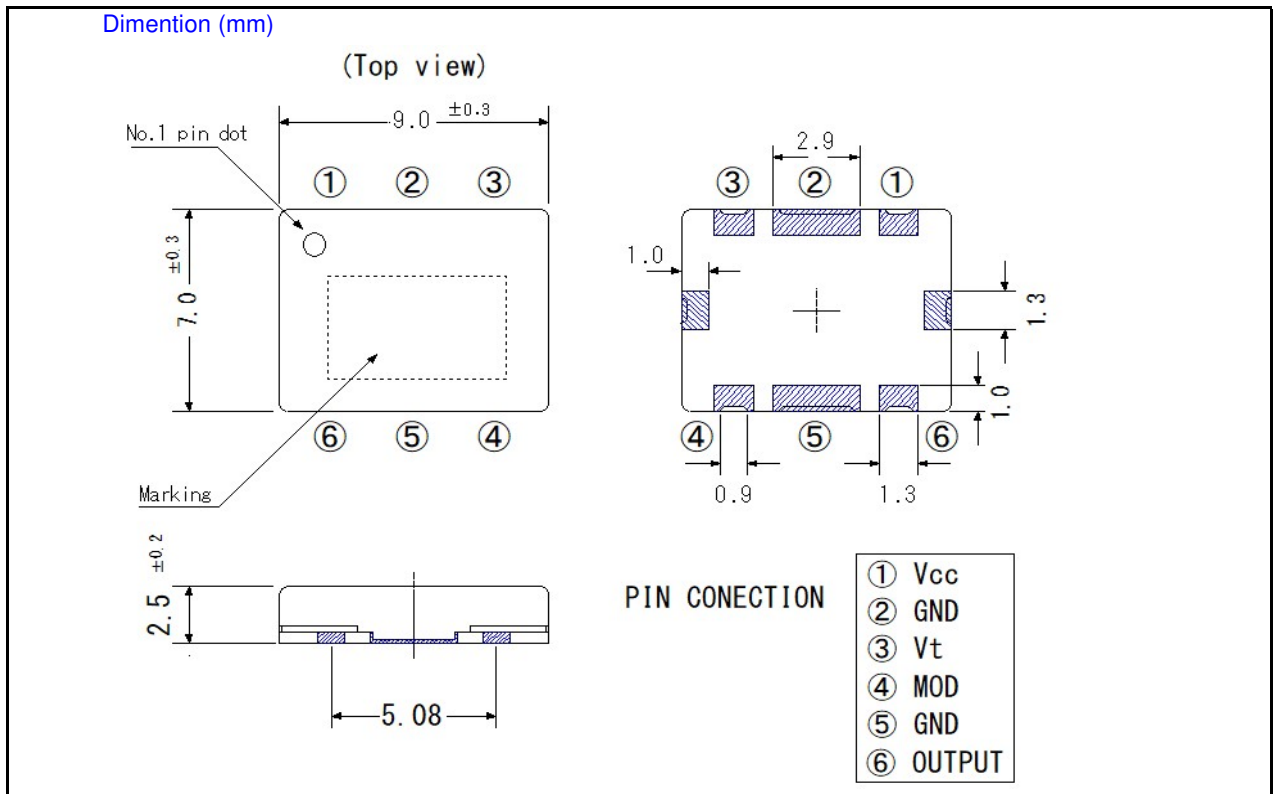 Dimention (mm)
(Top view)
9.0 ±0.3
No.1 pin dot
① ② ③
7.0 ±0.3
⑥ ⑤ ④
Marking
2.9
③ ② ①
1.0
1.3
1.0
④ ⑤ ⑥
0.9
1.3
2.5 ±0.2
5.08
PIN CONECTION
① Vcc
② GND
③ Vt
④ MOD
⑤ GND
⑥ OUTPUT